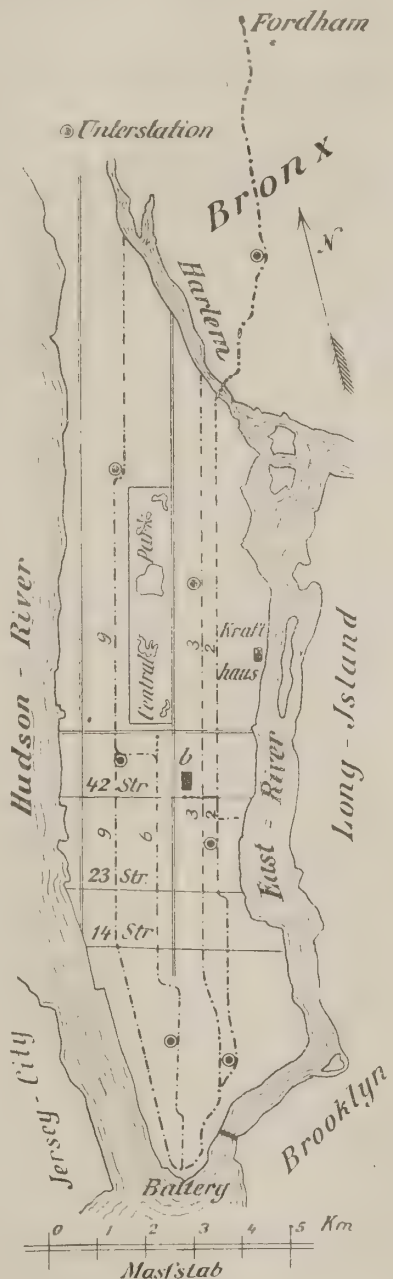 Fordham
Unterstation
Bronx
N
Harlem
Hudson - River
9
Central
Park
3
2
Kraft
haus
Long - Island
b
42 Str
9
6
3
2
East - River
23 Str.
14 Str
Jersey - City
Brooklyn
Battery
0 1 2 3 4 5 Km
Masfstab